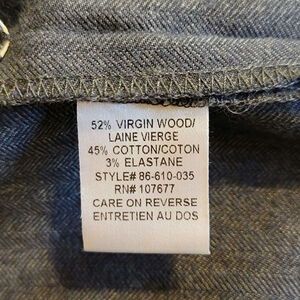 52% VIRGIN WOOD/
LAINE VIERGE
45% COTTON/COTON
3% ELASTANE
STYLE# 86-610-035
RN# 107677
CARE ON REVERSE
ENTRETIEN AU DOS